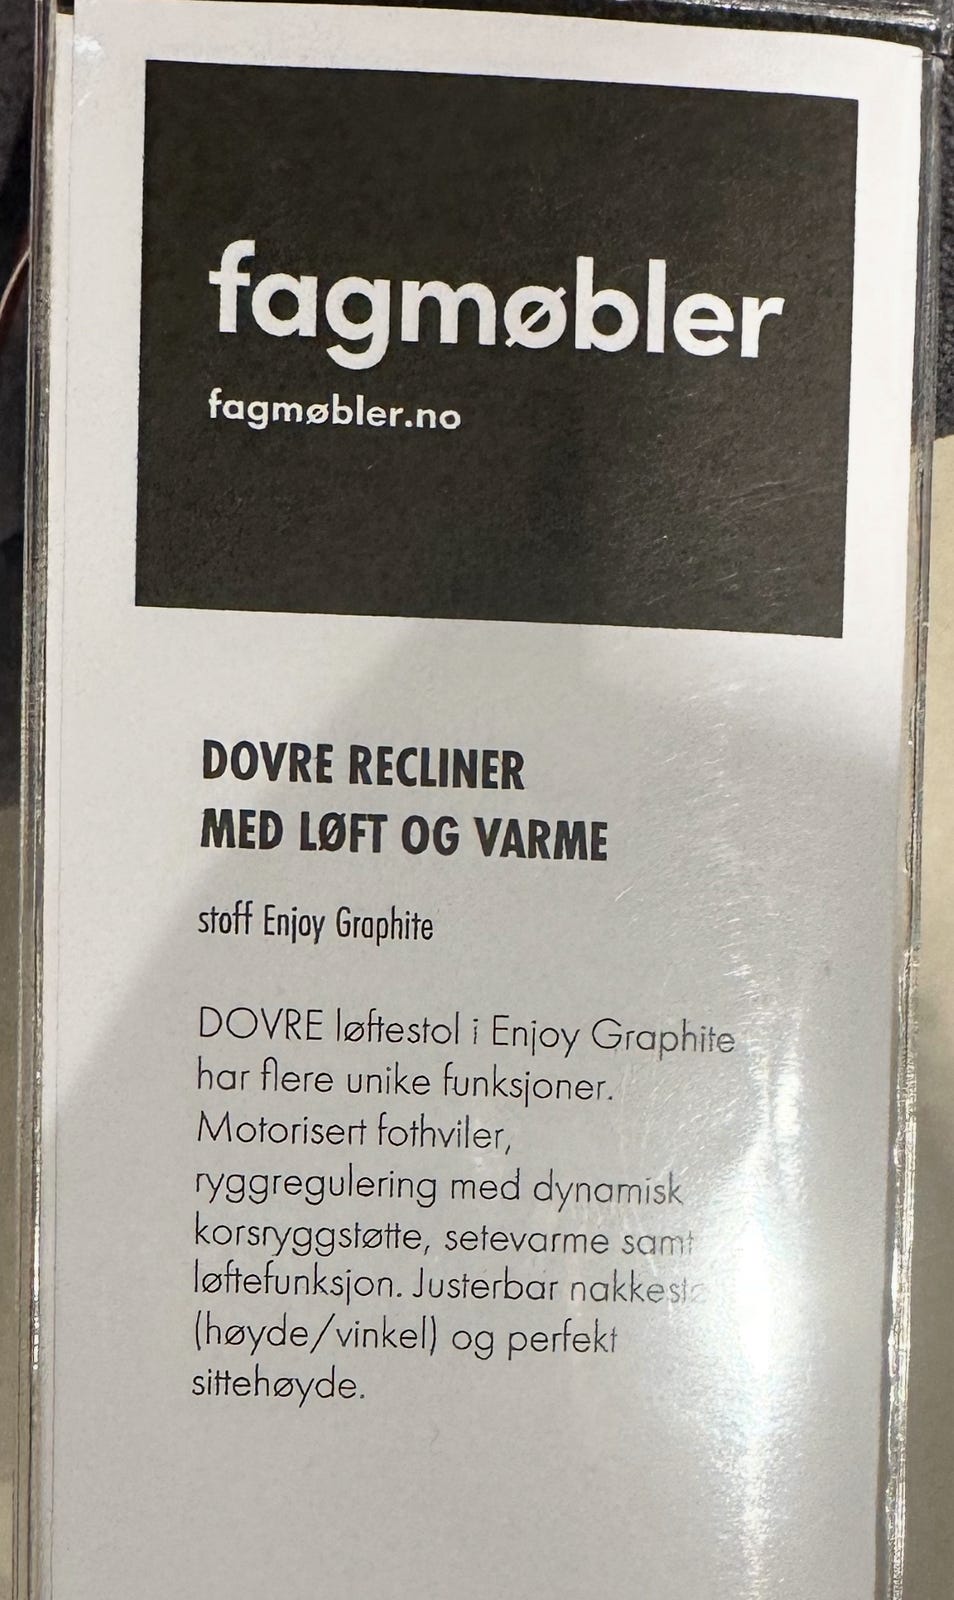 fagmøbler
fagmøbler.no
DOVRE RECLINER
MED LØFT OG VARME
stoff Enjoy Graphite
DOVRE løftestol i Enjoy Graphite
har flere unike funksjoner.
Motorisert fothviler,
ryggregulering med dynamisk
korsryggstøtte, setevarme samt
løftefunksjon. Justerbar
(høyde/vinkel) og perfekt
sittehøyde.